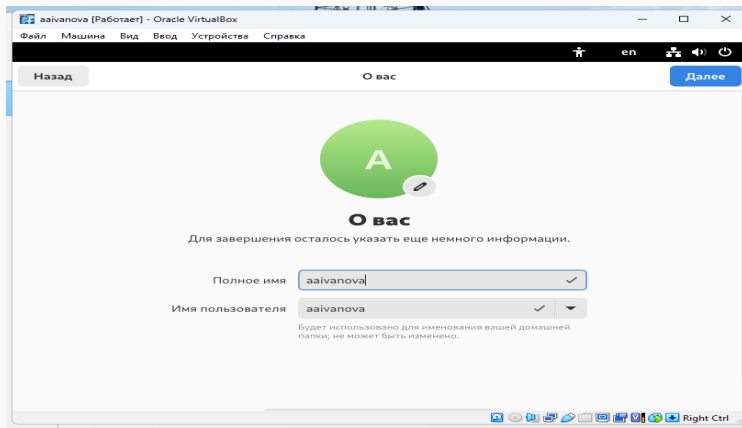 aaivanova [Работает] - Oracle VirtualBox
Файл Машина Вид Ввод Устройства Справка
en
Назад О вас Далее
A
О вас
Для завершения осталось указать еще немного информации.
Полное имя aaivanova
Имя пользователя aaivanova
Будет использовано для именования вашей домашней
папки; не может быть изменено.
Right Ctrl